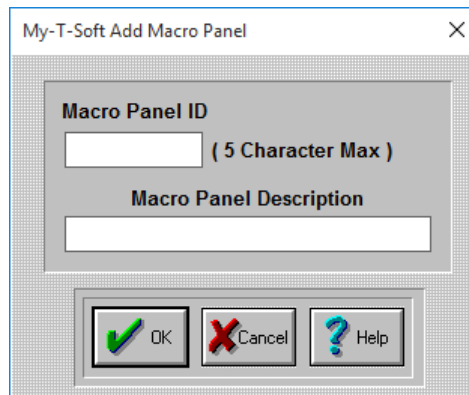 My-T-Soft Add Macro Panel
Macro Panel ID
( 5 Character Max )
Macro Panel Description
OK Cancel Help